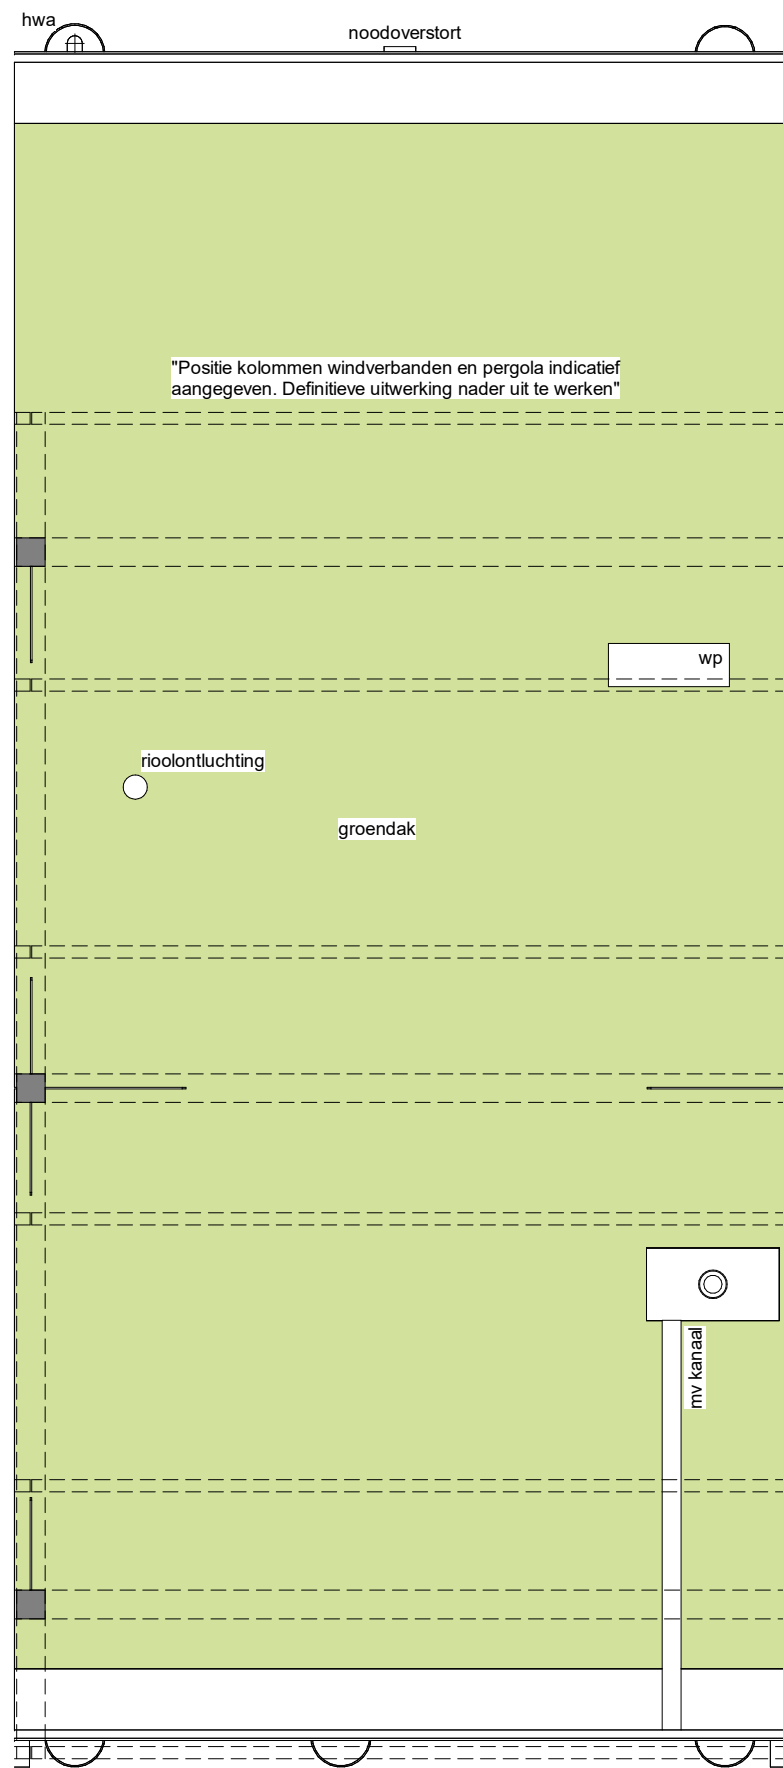 hwa
noodoverstort
"Positie kolommen windverbanden en pergola indicatief
aangegeven. Definitieve uitwerking nader uit te werken"
wp
rioolontluchting
groendak
mv kanaal